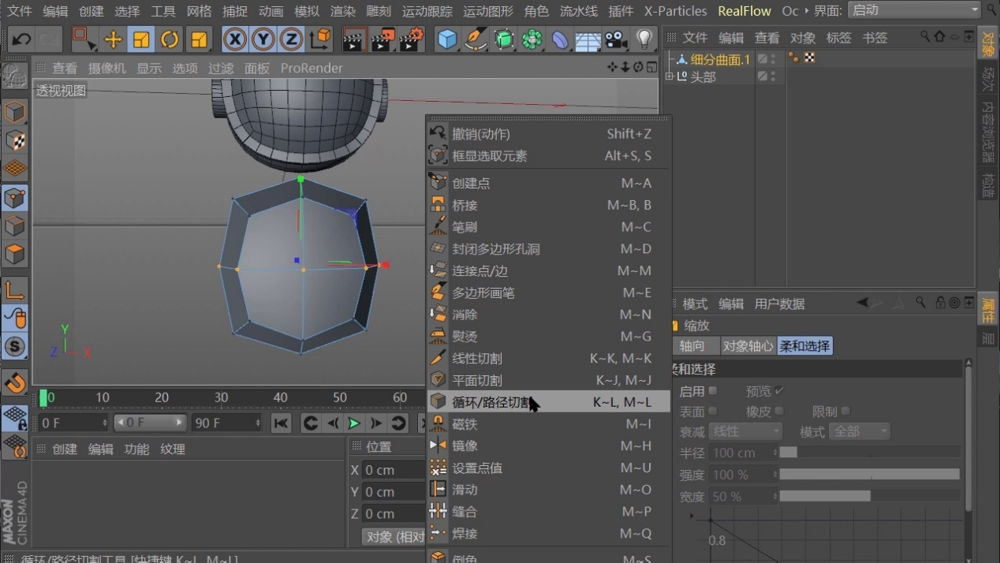 文件 编辑 创建 选择 工具 网格 捕捉 动画 模拟 渲染 雕刻 运动跟踪 运动图形 角色 流水线 插件 X-Particles RealFlow Oc 界面: 启动
X Y Z
文件 编辑 查看 对象 标签 书签
细分曲面.1
头部
对象
场次
内容浏览器
构造
查看 摄像机 显示 选项 过滤 面板 ProRender
透视视图
撤销(动作) Shift+Z
框显选取元素 Alt+S, S
创建点 M~A
桥接 M~B, B
笔刷 M~C
封闭多边形孔洞 M~D
连接点/边 M~M
多边形画笔 M~E
消除 M~N
熨烫 M~G
线性切割 K~K, M~K
平面切割 K~J, M~J
循环/路径切割 K~L, M~L
磁铁 M~I
镜像 M~H
设置点值 M~U
滑动 M~O
缝合 M~P
焊接 M~Q
倒角 M~S
Y
Z X
S
模式 编辑 用户数据
缩放
轴向 对象轴心 柔和选择
柔和选择
启用 预览
表面 橡皮 限制
衰减 线性 模式 全部
半径 100 cm
强度 100 %
宽度 50 %
0.8
属性
层
0 10 20 30 40 50 60
0 F 0 F 90 F
创建 编辑 功能 纹理
位置
X 0 cm
Y 0 cm
Z 0 cm
对象 (相对
MAXON
CINEMA 4D
循环/路径切割工具 [快捷键 K~L, M~L]